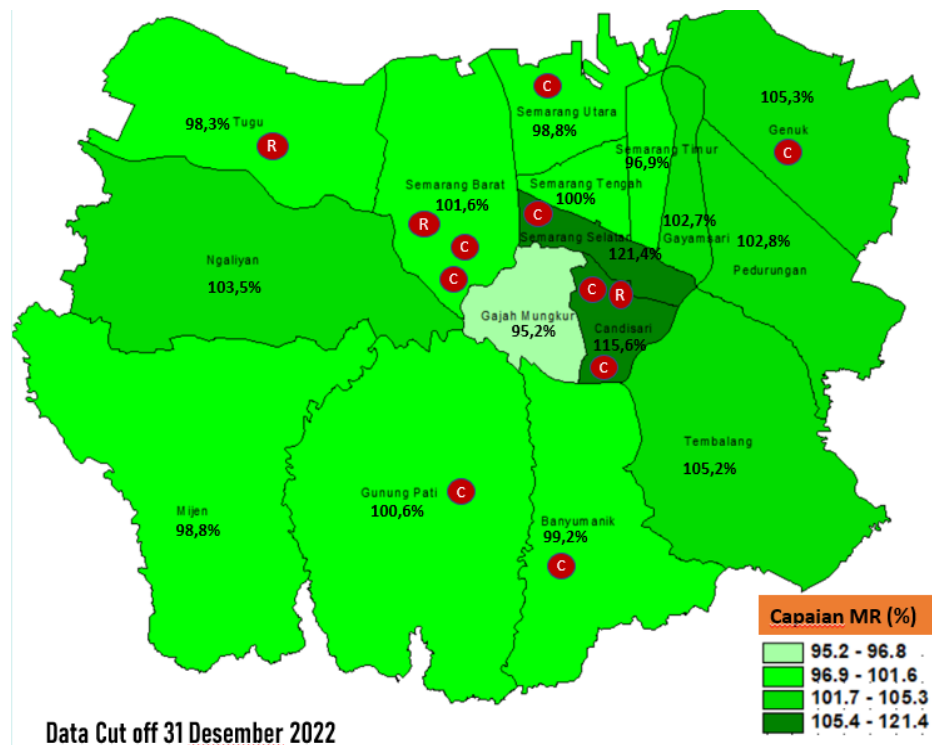 105,3%
Genuk
C
C
Semarang Utara
98,8%
98,3% Tugu
R
Semarang Timur
96,9%
Semarang Barat
101,6%
Semarang Tengah
100%
C
R
C
C
102,7%
Gayamsari
102,8%
Pedurungan
Semarang Selatan
121,4%
Ngaliyan
103,5%
C
R
Gajah Mungkur
95,2%
Candisari
115,6%
C
Tembalang
105,2%
Gunung Pati
100,6%
C
Mijen
98,8%
Banyumanik
99,2%
C
Capaian MR (%)
95.2 - 96.8
96.9 - 101.6
101.7 - 105.3
105.4 - 121.4
Data Cut off 31 Desember 2022